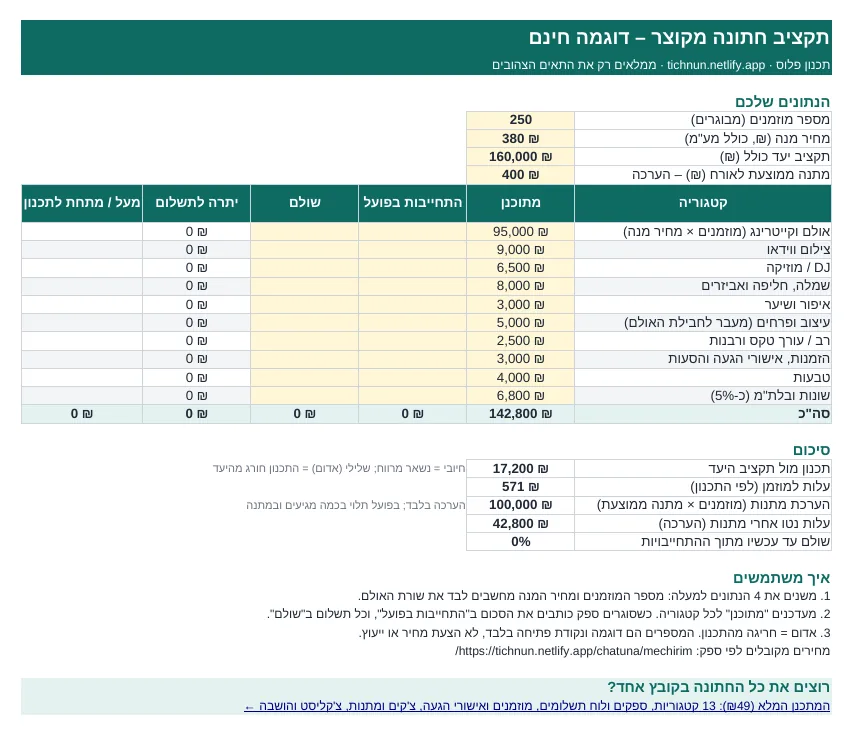 תקציב חתונה מקוצר – דוגמה חינם
תכנון פלוס · tichnun.netlify.app · ממלאים רק את התאים הצהובים
הנתונים שלכם
מספר מוזמנים (מבוגרים) 250
מחיר מנה (₪, כולל מע"מ) 380 ₪
תקציב יעד כולל (₪) 160,000 ₪
מתנה ממוצעת לאורח (₪) – הערכה 400 ₪
קטגוריה מתוכנן התחייבות בפועל שולם יתרה לתשלום מעל / מתחת לתכנון
אולם וקייטרינג (מוזמנים × מחיר מנה) 95,000 ₪ 0 ₪
צילום ווידאו 9,000 ₪ 0 ₪
DJ / מוזיקה 6,500 ₪ 0 ₪
שמלה, חליפה ואביזרים 8,000 ₪ 0 ₪
איפור ושיער 3,000 ₪ 0 ₪
עיצוב ופרחים (מעבר לחבילת האולם) 5,000 ₪ 0 ₪
רב / עורך טקס ורבנות 2,500 ₪ 0 ₪
הזמנות, אישורי הגעה והסעות 3,000 ₪ 0 ₪
טבעות 4,000 ₪ 0 ₪
שונות ובלת"מ (כ-5%) 6,800 ₪ 0 ₪
סה"כ 142,800 ₪ 0 ₪ 0 ₪ 0 ₪ 0 ₪
סיכום
תכנון מול תקציב היעד 17,200 ₪ חיובי = נשאר מרווח; שלילי (אדום) = התכנון חורג מהיעד
עלות למוזמן (לפי התכנון) 571 ₪
הערכת מתנות (מוזמנים × מתנה ממוצעת) 100,000 ₪ הערכה בלבד; בפועל תלוי בכמה מגיעים ובמתנה
עלות נטו אחרי מתנות (הערכה) 42,800 ₪
שולם עד עכשיו מתוך ההתחייבויות 0%
איך משתמשים
1. משנים את 4 הנתונים למעלה: מספר המוזמנים ומחיר המנה מחשבים לבד את שורת האולם.
2. מעדכנים "מתוכנן" לכל קטגוריה. כשסוגרים ספק כותבים את הסכום ב"התחייבות בפועל", וכל תשלום ב"שולם".
3. אדום = חריגה מהתכנון. המספרים הם דוגמה ונקודת פתיחה בלבד, לא הצעת מחיר או ייעוץ.
מחירים מקובלים לפי ספק: https://tichnun.netlify.app/chatuna/mechirim/
רוצים את כל החתונה בקובץ אחד?
המתכנן המלא (₪49): 13 קטגוריות, ספקים ולוח תשלומים, מוזמנים ואישורי הגעה, צ'קים ומתנות, צ'קליסט והושבה ←